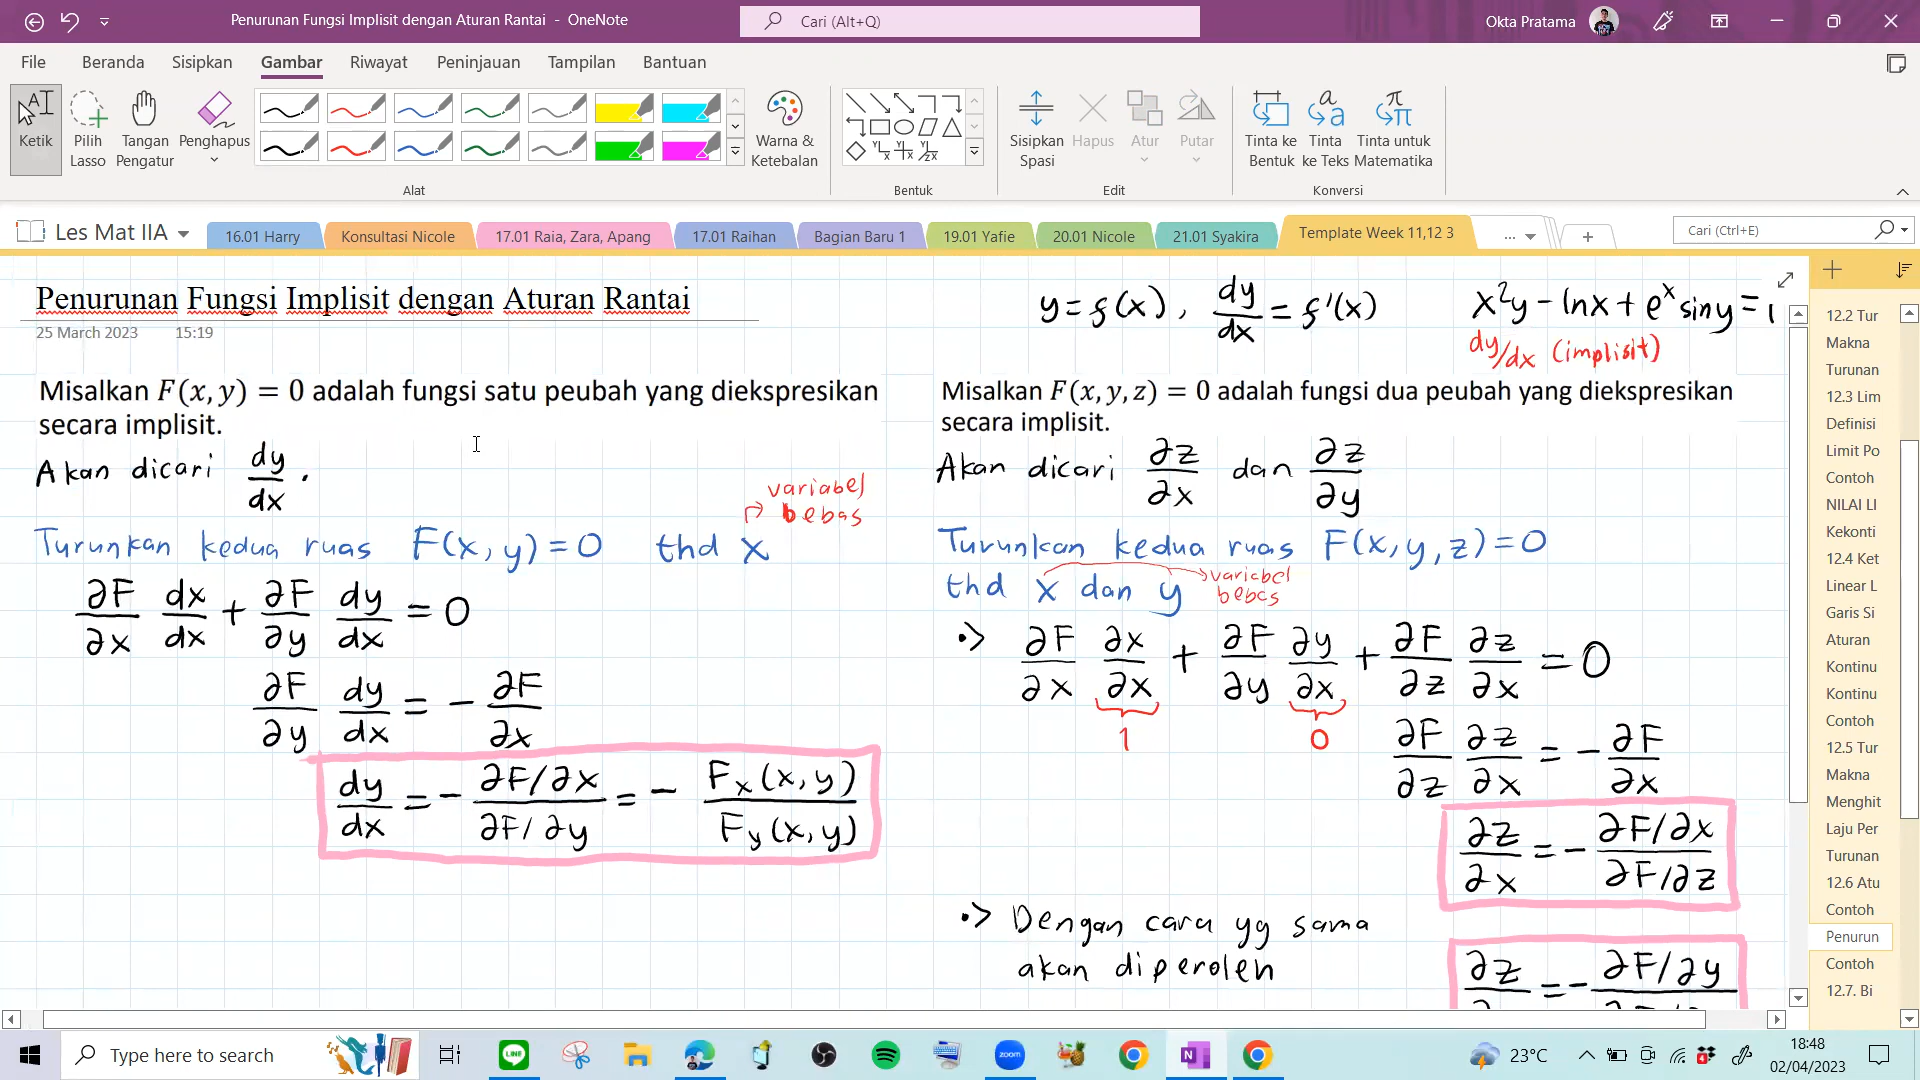 Penurunan Fungsi Implisit dengan Aturan Rantai - OneNote
Cari (Alt+Q)
Okta Pratama
File Beranda Sisipkan Gambar Riwayat Peninjauan Tampilan Bantuan
Ketik
Pilih Lasso
Tangan Pengatur
Penghapus
Warna & Ketebalan
Sisipkan Spasi
Hapus
Atur
Putar
Tinta ke Bentuk
Tinta ke Teks
Tinta untuk Matematika
Alat Bentuk Edit Konversi
Les Mat IIA
16.01 Harry
Konsultasi Nicole
17.01 Raia, Zara, Apang
17.01 Raihan
Bagian Baru 1
19.01 Yafie
20.01 Nicole
21.01 Syakira
Template Week 11,12 3
...
Cari (Ctrl+E)
Penurunan Fungsi Implisit dengan Aturan Rantai
25 March 2023 15:19
y = f(x), dy/dx = f'(x)
x²y - ln x + eˣ sin y = 1
dy/dx (implisit)
Misalkan F(x, y) = 0 adalah fungsi satu peubah yang diekspresikan
secara implisit.
Akan dicari dy/dx.
variabel
bebas
Turunkan kedua ruas F(x, y) = 0 thd x
∂F/∂x dx/dx + ∂F/∂y dy/dx = 0
∂F/∂y dy/dx = - ∂F/∂x
dy/dx = - (∂F/∂x)/(∂F/∂y) = - Fx(x, y)/Fy(x, y)
Misalkan F(x, y, z) = 0 adalah fungsi dua peubah yang diekspresikan
secara implisit.
Akan dicari ∂z/∂x dan ∂z/∂y
Turunkan kedua ruas F(x, y, z) = 0
thd x dan y
variabel
bebas
•> ∂F/∂x ∂x/∂x + ∂F/∂y ∂y/∂x + ∂F/∂z ∂z/∂x = 0
1 0
∂F/∂z ∂z/∂x = - ∂F/∂x
∂z/∂x = - (∂F/∂x)/(∂F/∂z)
•> Dengan cara yg sama
akan diperoleh
∂z = - ∂F/∂y
12.2 Tur
Makna
Turunan
12.3 Lim
Definisi
Limit Po
Contoh
NILAI LI
Kekonti
12.4 Ket
Linear L
Garis Si
Aturan
Kontinu
Kontinu
Contoh
12.5 Tur
Makna
Menghit
Laju Per
Turunan
12.6 Atu
Contoh
Penurun
Contoh
12.7. Bi
Type here to search
LINE
zoom
23°C
18:48
02/04/2023